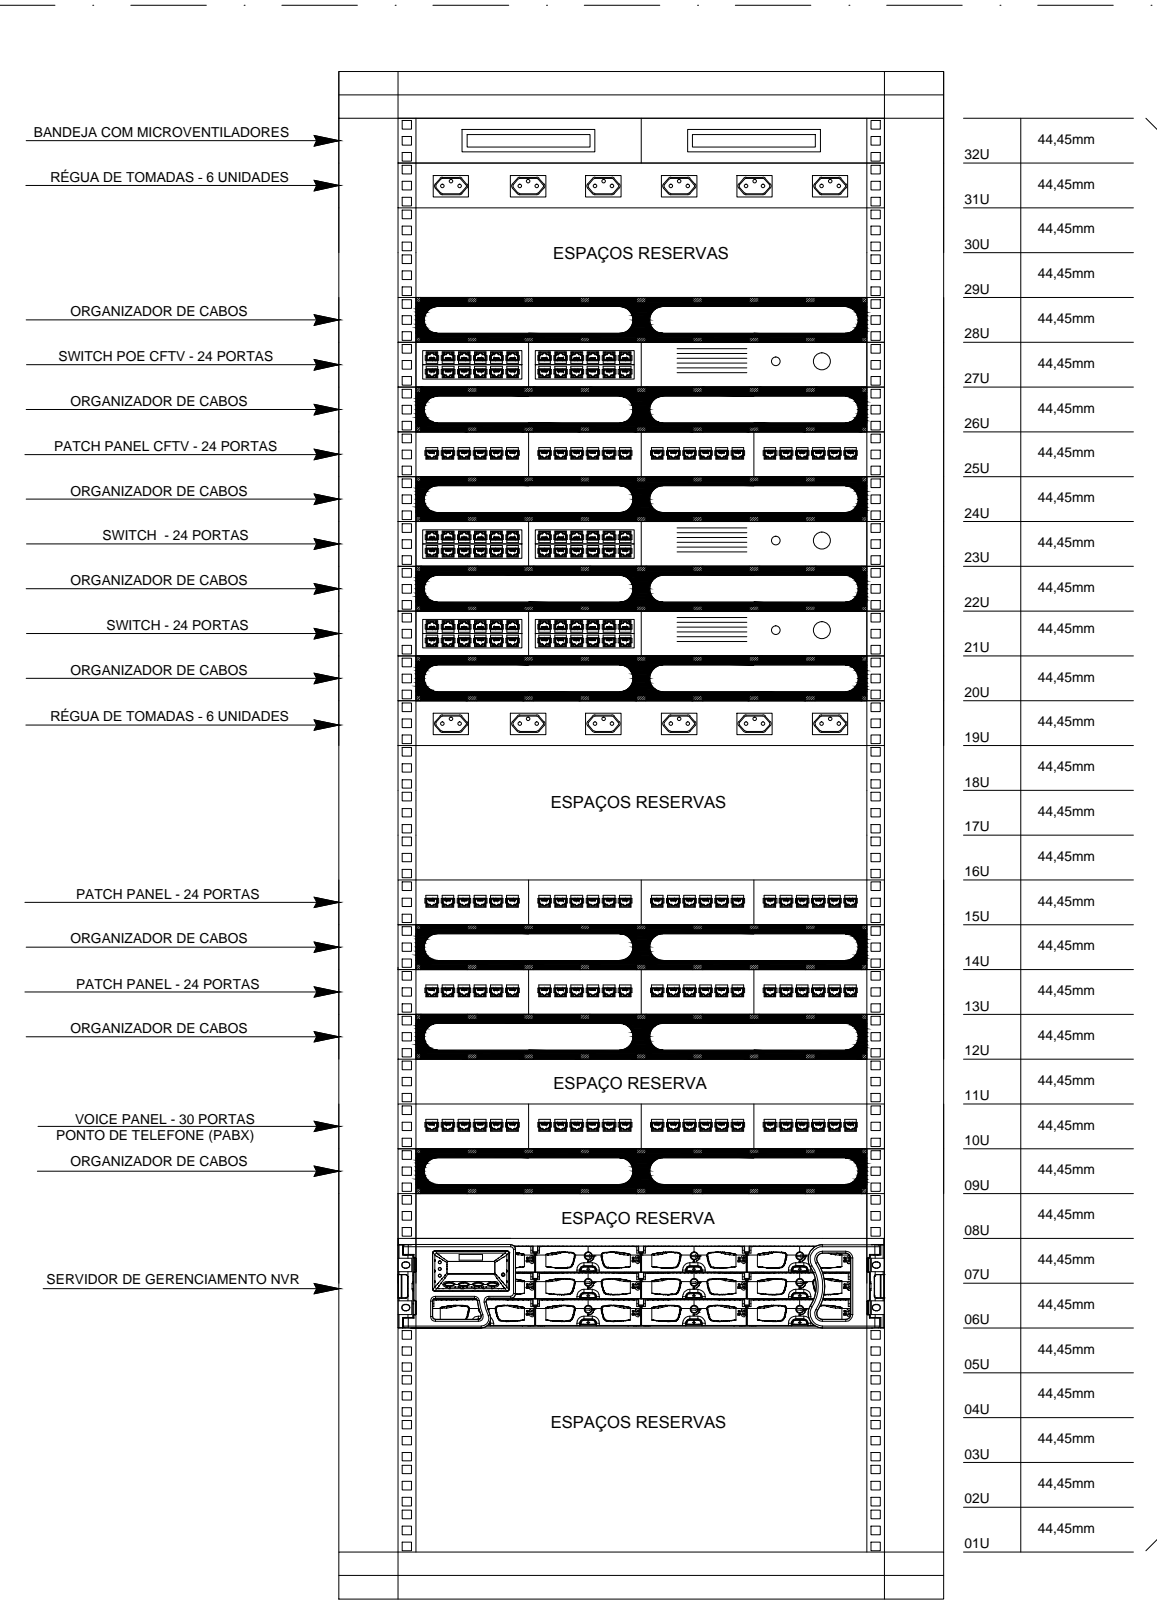 BANDEJA COM MICROVENTILADORES
RÉGUA DE TOMADAS - 6 UNIDADES
ESPAÇOS RESERVAS
ORGANIZADOR DE CABOS
SWITCH POE CFTV - 24 PORTAS
ORGANIZADOR DE CABOS
PATCH PANEL CFTV - 24 PORTAS
ORGANIZADOR DE CABOS
SWITCH - 24 PORTAS
ORGANIZADOR DE CABOS
SWITCH - 24 PORTAS
ORGANIZADOR DE CABOS
RÉGUA DE TOMADAS - 6 UNIDADES
ESPAÇOS RESERVAS
PATCH PANEL - 24 PORTAS
ORGANIZADOR DE CABOS
PATCH PANEL - 24 PORTAS
ORGANIZADOR DE CABOS
ESPAÇO RESERVA
VOICE PANEL - 30 PORTAS
PONTO DE TELEFONE (PABX)
ORGANIZADOR DE CABOS
ESPAÇO RESERVA
SERVIDOR DE GERENCIAMENTO NVR
ESPAÇOS RESERVAS
32U 44,45mm
31U 44,45mm
30U 44,45mm
29U 44,45mm
28U 44,45mm
27U 44,45mm
26U 44,45mm
25U 44,45mm
24U 44,45mm
23U 44,45mm
22U 44,45mm
21U 44,45mm
20U 44,45mm
19U 44,45mm
18U 44,45mm
17U 44,45mm
16U 44,45mm
15U 44,45mm
14U 44,45mm
13U 44,45mm
12U 44,45mm
11U 44,45mm
10U 44,45mm
09U 44,45mm
08U 44,45mm
07U 44,45mm
06U 44,45mm
05U 44,45mm
04U 44,45mm
03U 44,45mm
02U 44,45mm
01U 44,45mm